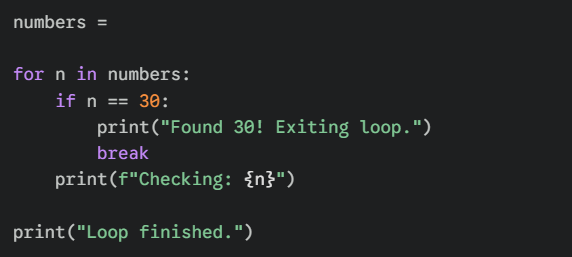 numbers =

for n in numbers:
    if n == 30:
        print("Found 30! Exiting loop.")
        break
    print(f"Checking: {n}")

print("Loop finished.")